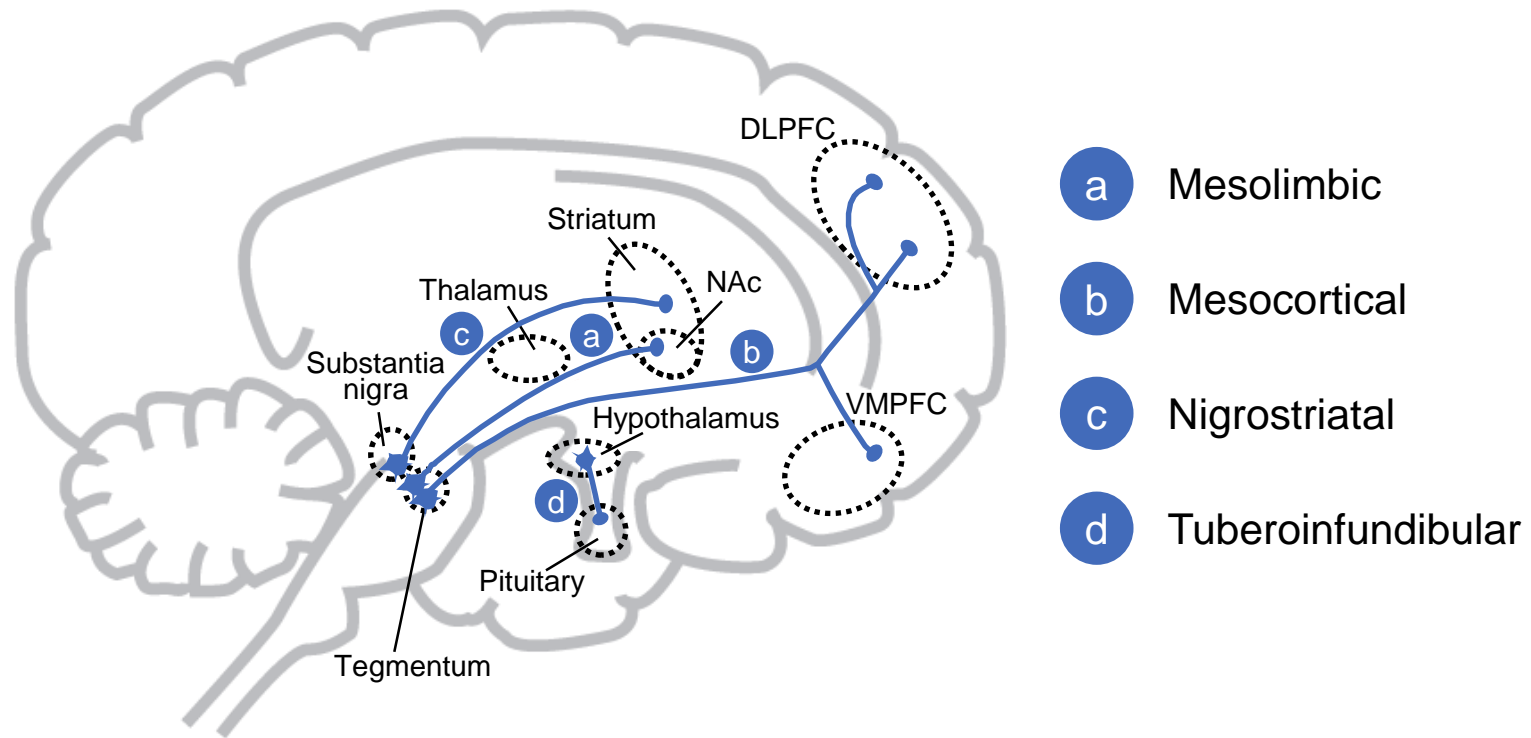 DLPFC
Striatum
NAc
Thalamus
c
a
b
Substantia
nigra
VMPFC
Hypothalamus
d
Pituitary
Tegmentum
a Mesolimbic
b Mesocortical
c Nigrostriatal
d Tuberoinfundibular